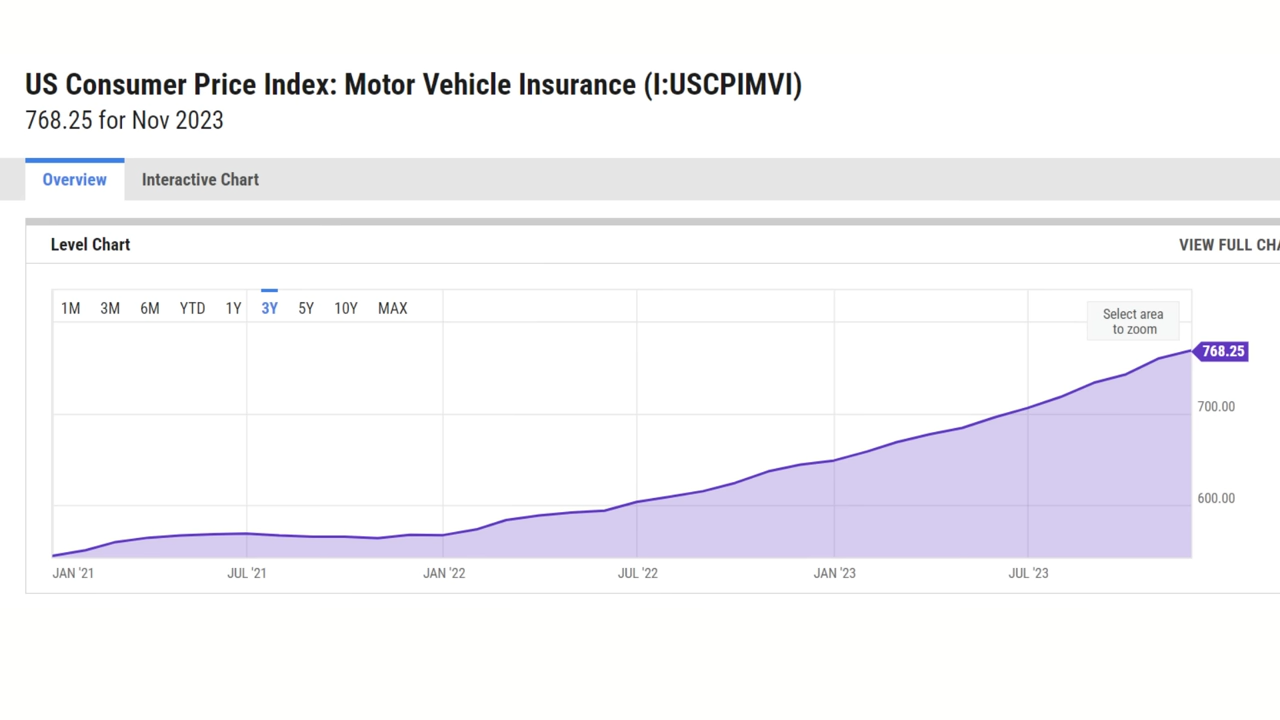 US Consumer Price Index: Motor Vehicle Insurance (I:USCPIMVI)
768.25 for Nov 2023
Overview Interactive Chart
Level Chart VIEW FULL CHA
1M 3M 6M YTD 1Y 3Y 5Y 10Y MAX
Select area
to zoom
768.25
700.00
600.00
JAN '21 JUL '21 JAN '22 JUL '22 JAN '23 JUL '23